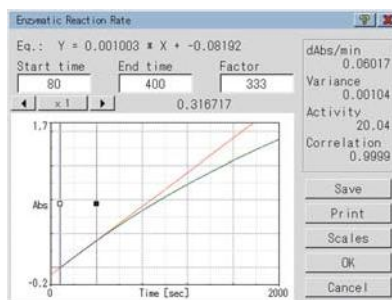 Enzymatic Reaction Rate
Eq.: Y = 0.001003 * X + -0.08192
Start time End time Factor
80 400 333
x 1 0.316717
1.7
Abs
-0.2
0 Time [sec] 2000
dAbs/min
0.06017
Variance
0.00104
Activity
20.04
Correlation
0.9999
Save
Print
Scales
OK
Cancel